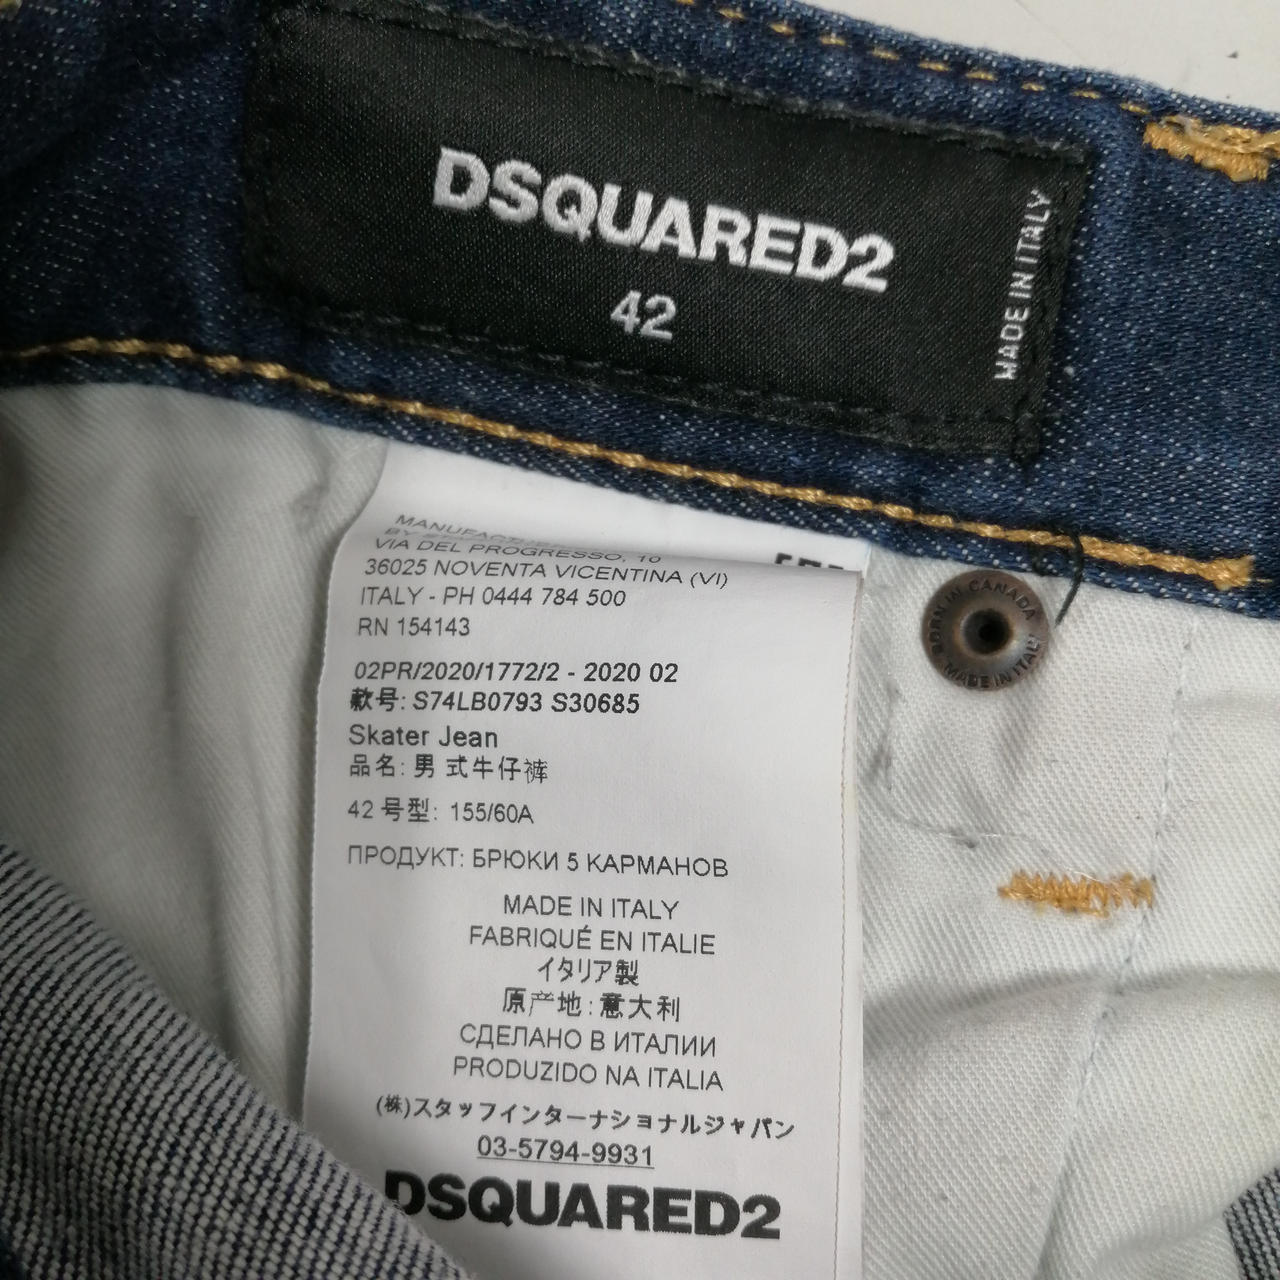 DSQUARED2
42
MADE IN ITALY
MANUFACTURED
BY
VIA DEL PROGRESSO, 10
36025 NOVENTA VICENTINA (VI)
ITALY - PH 0444 784 500
RN 154143
02PR/2020/1772/2 - 2020 02
款号: S74LB0793 S30685
Skater Jean
品名: 男 式牛仔裤
42 号型: 155/60A
ПРОДУКТ: БРЮКИ 5 КАРМАНОВ
MADE IN ITALY
FABRIQUÉ EN ITALIE
イタリア製
原产地: 意大利
СДЕЛАНО В ИТАЛИИ
PRODUZIDO NA ITALIA
(株)スタッフインターナショナルジャパン
03-5794-9931
DSQUARED2
BORN IN CANADA
MADE IN ITALY